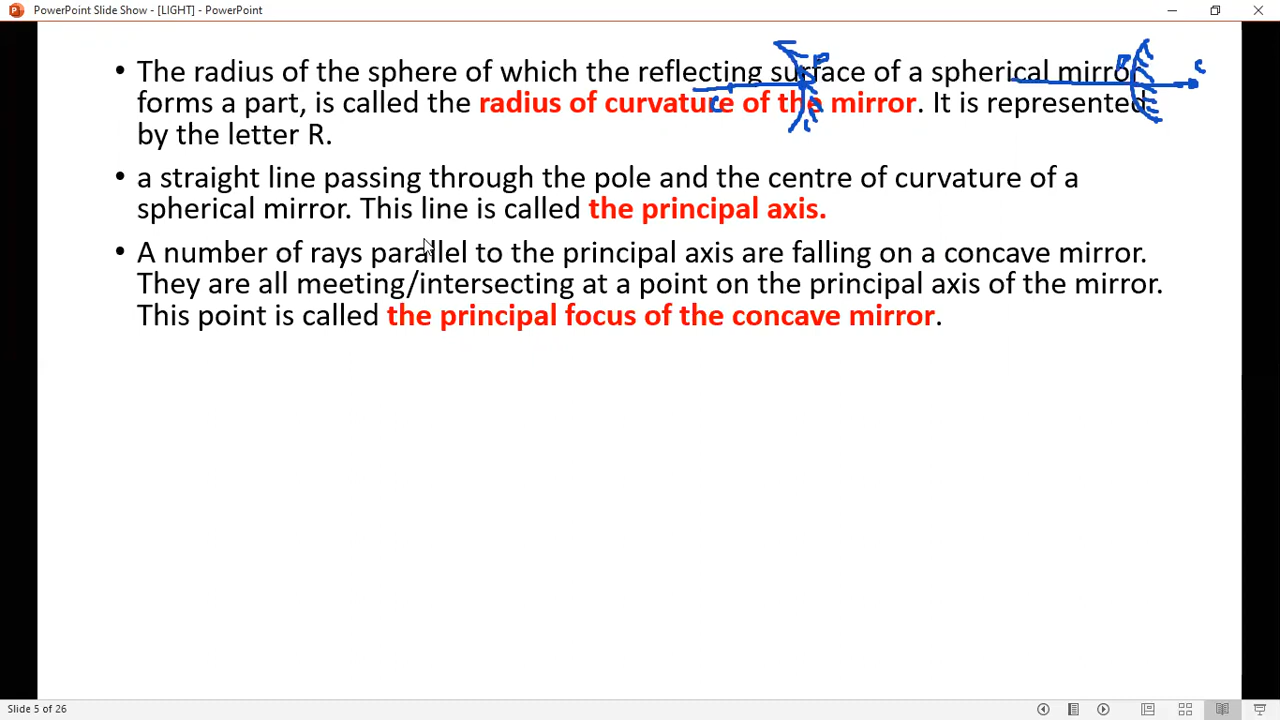 PowerPoint Slide Show - [LIGHT] - PowerPoint
• The radius of the sphere of which the reflecting surface of a spherical mirror
forms a part, is called the radius of curvature of the mirror. It is represented
by the letter R.
• a straight line passing through the pole and the centre of curvature of a
spherical mirror. This line is called the principal axis.
• A number of rays parallel to the principal axis are falling on a concave mirror.
They are all meeting/intersecting at a point on the principal axis of the mirror.
This point is called the principal focus of the concave mirror.
P
C
P
C
Slide 5 of 26